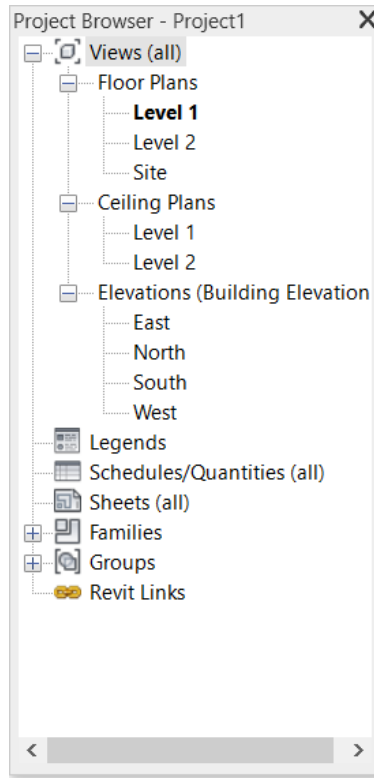 Project Browser - Project1
Views (all)
Floor Plans
Level 1
Level 2
Site
Ceiling Plans
Level 1
Level 2
Elevations (Building Elevation
East
North
South
West
Legends
Schedules/Quantities (all)
Sheets (all)
Families
Groups
Revit Links